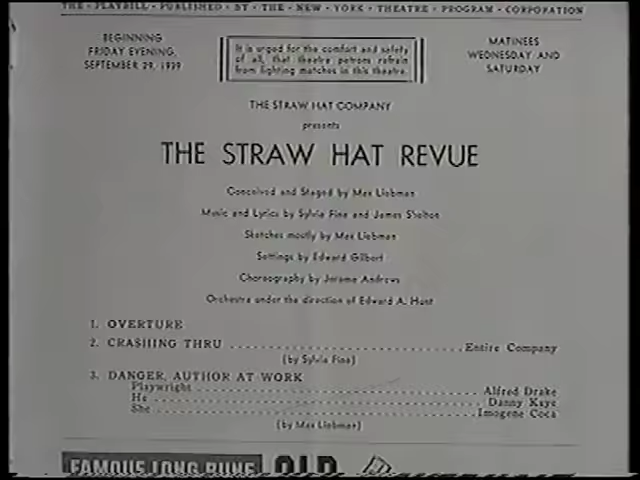 THE · PLAYBILL · PUBLISHED · BY · THE · NEW · YORK · THEATRE · PROGRAM · CORPORATION
BEGINNING
FRIDAY EVENING,
SEPTEMBER 29, 1939
It is urged for the comfort and safety
of all, that theatre patrons refrain
from lighting matches in this theatre.
MATINEES
WEDNESDAY AND
SATURDAY
THE STRAW HAT COMPANY
presents
THE STRAW HAT REVUE
Conceived and Staged by Max Liebman
Music and Lyrics by Sylvia Fine and James Shelton
Sketches mostly by Max Liebman
Settings by Edward Gilbert
Choreography by Jerome Andrews
Orchestra under the direction of Edward A. Hunt
1. OVERTURE
2. CRASHING THRU ........................ Entire Company
(by Sylvia Fine)
3. DANGER, AUTHOR AT WORK
Playwright ........................ Alfred Drake
He ........................ Danny Kaye
She ........................ Imogene Coca
(by Max Liebman)
FAMOUS LONG RUNS OLD